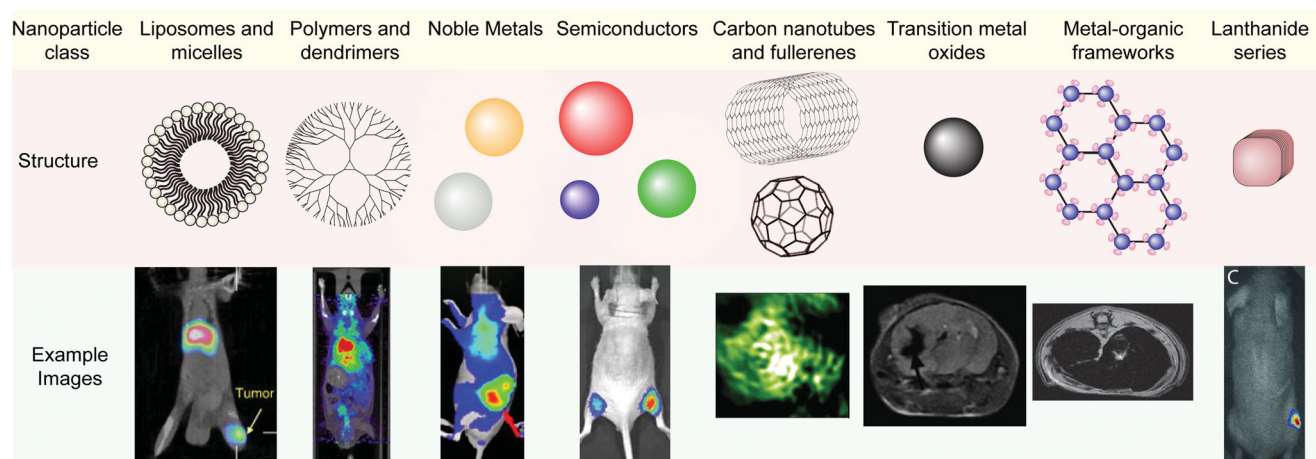 Nanoparticle class
Liposomes and micelles
Polymers and dendrimers
Noble Metals
Semiconductors
Carbon nanotubes and fullerenes
Transition metal oxides
Metal-organic frameworks
Lanthanide series
Structure
Example Images
Tumor
C